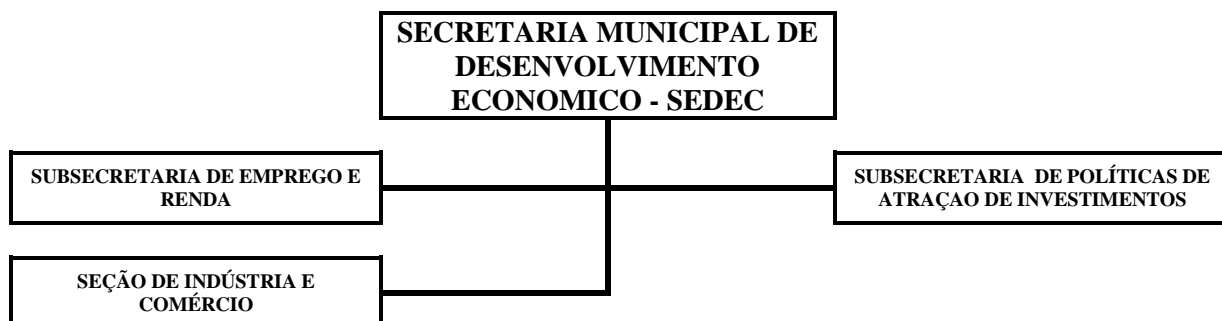 SECRETARIA MUNICIPAL DE
DESENVOLVIMENTO
ECONOMICO - SEDEC
SUBSECRETARIA DE EMPREGO E
RENDA
SUBSECRETARIA DE POLÍTICAS DE
ATRAÇAO DE INVESTIMENTOS
SEÇÃO DE INDÚSTRIA E
COMÉRCIO